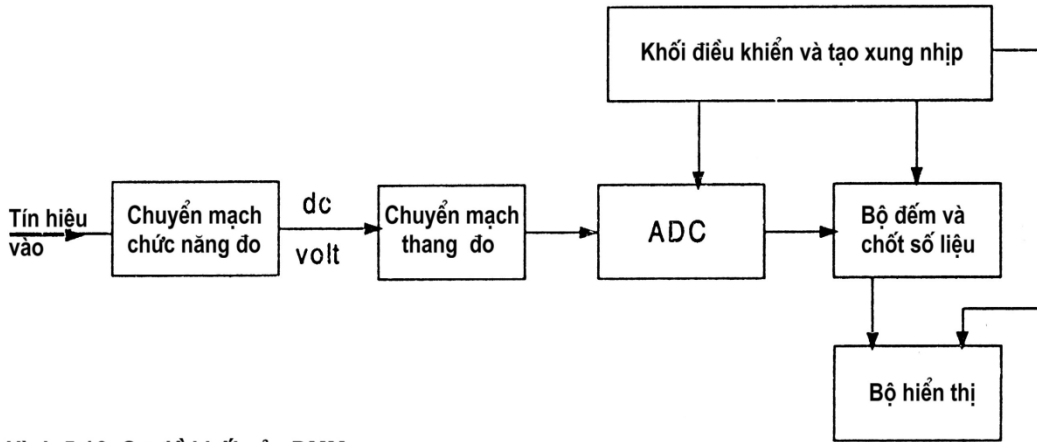 Khối điều khiển và tạo xung nhịp
Tín hiệu
vào
Chuyển mạch
chức năng đo
dc
volt
Chuyển mạch
thang đo
ADC
Bộ đếm và
chốt số liệu
Bộ hiển thị